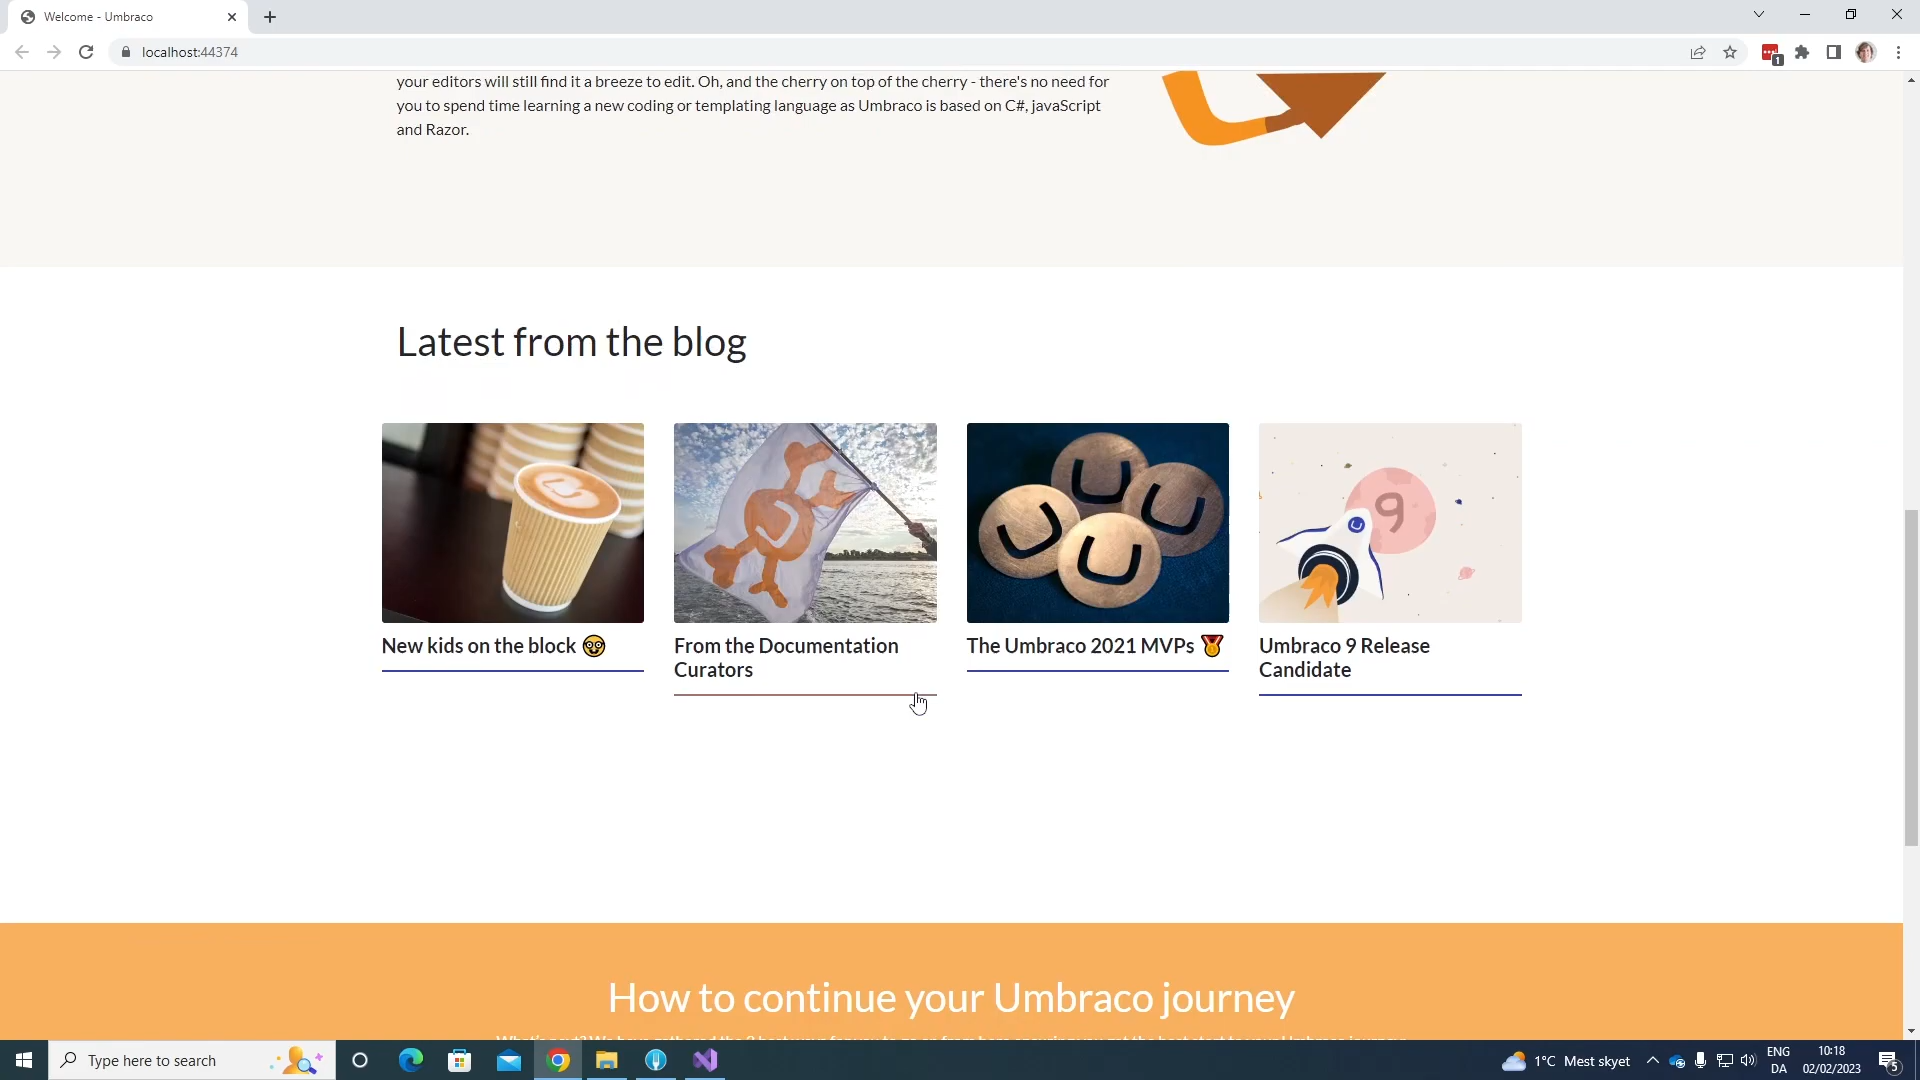 Welcome - Umbraco
localhost:44374
1
your editors will still find it a breeze to edit. Oh, and the cherry on top of the cherry - there's no need for
you to spend time learning a new coding or templating language as Umbraco is based on C#, javaScript
and Razor.
Latest from the blog
9
New kids on the block 🤓
From the Documentation
Curators
The Umbraco 2021 MVPs 🏅
Umbraco 9 Release
Candidate
How to continue your Umbraco journey
Type here to search
1°C Mest skyet
ENG
DA
10:18
02/02/2023
5